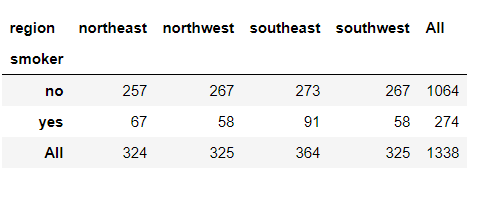 region northeast northwest southeast southwest All
smoker
no 257 267 273 267 1064
yes 67 58 91 58 274
All 324 325 364 325 1338